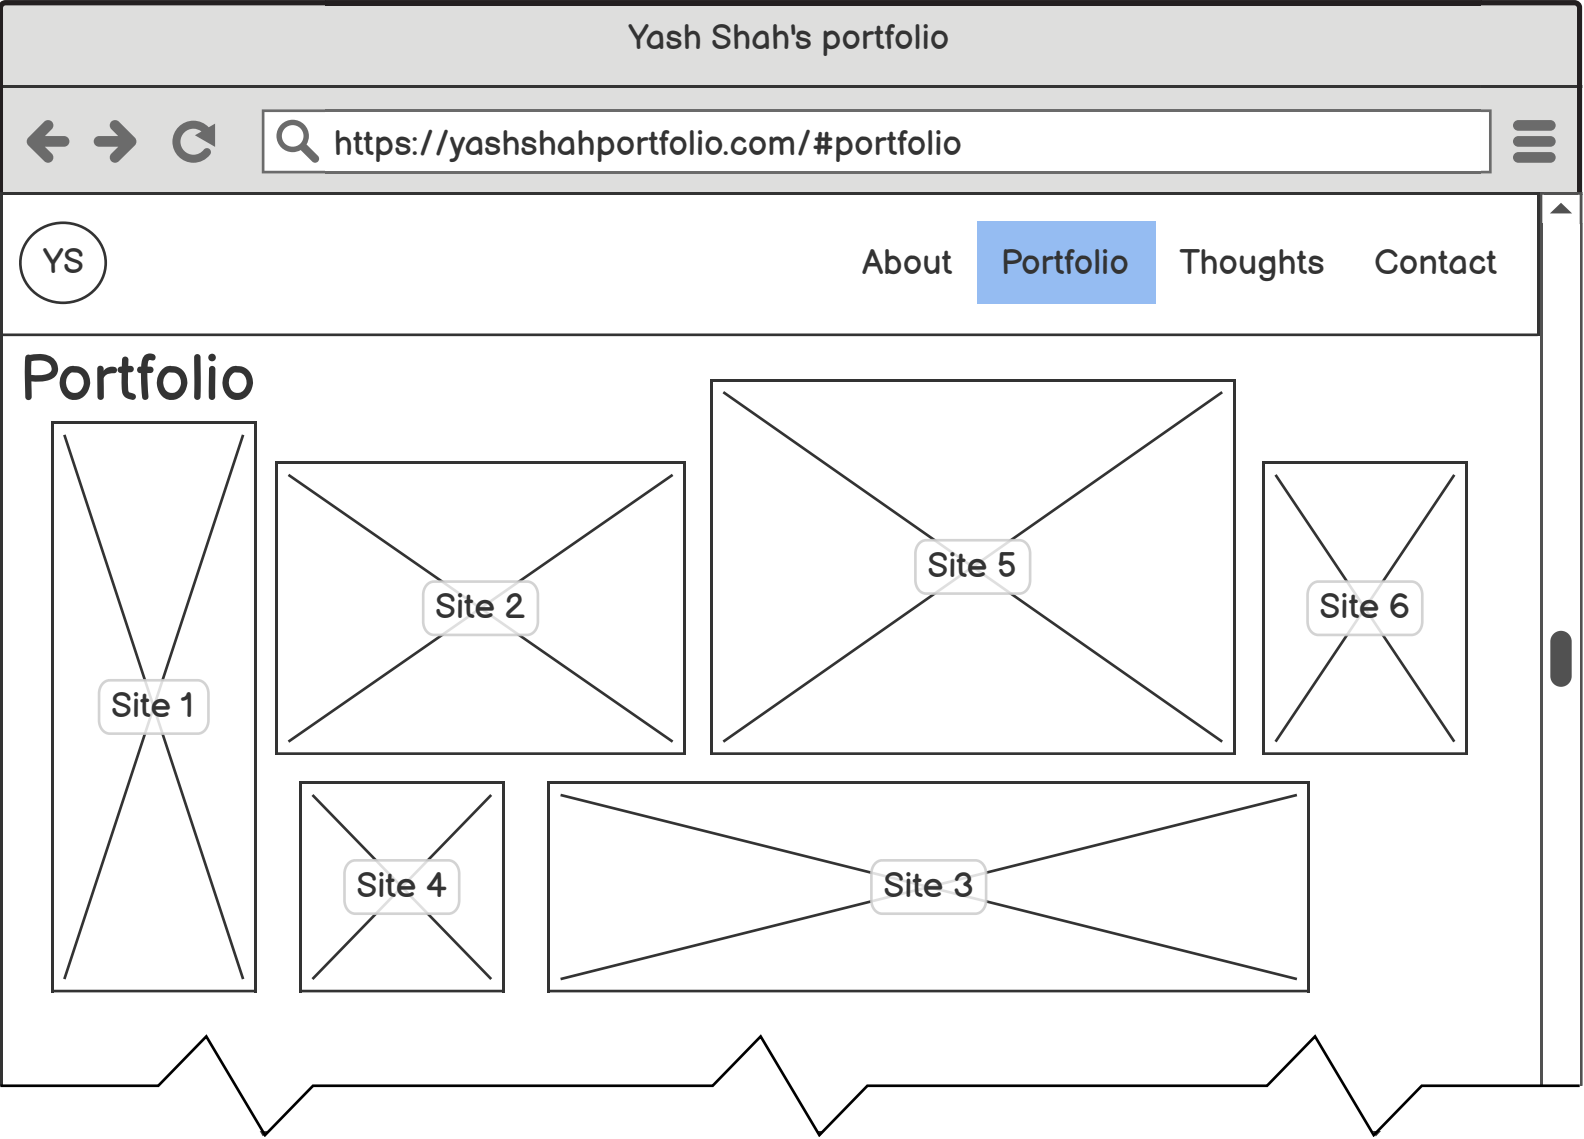 Yash Shah's portfolio
https://yashshahportfolio.com/#portfolio
YS
About Portfolio Thoughts Contact
Portfolio
Site 1
Site 2
Site 5
Site 6
Site 4
Site 3